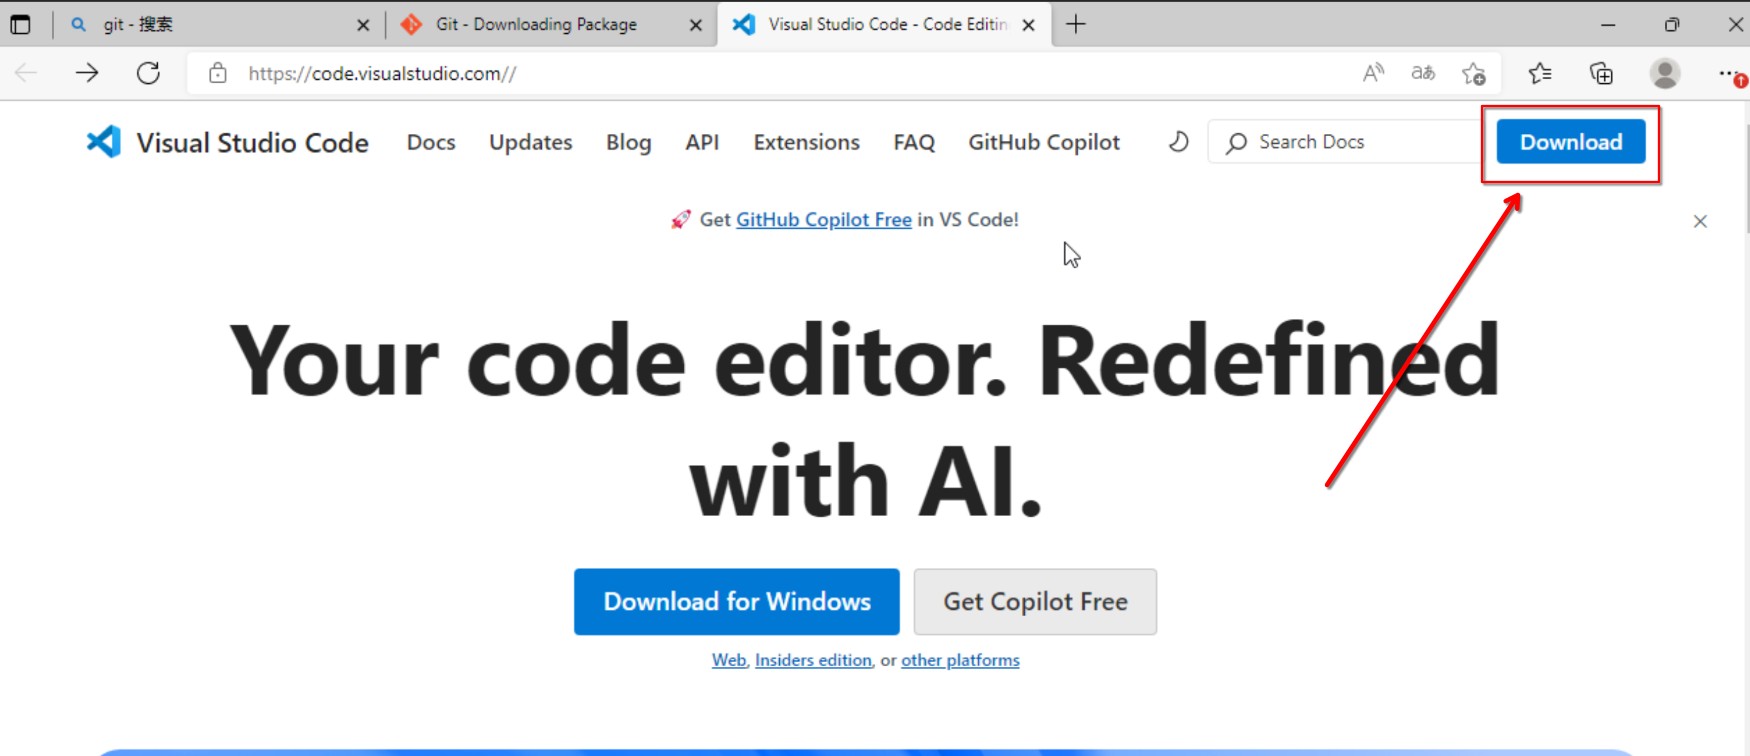 git - 搜索
Git - Downloading Package
Visual Studio Code - Code Editin
https://code.visualstudio.com//
Visual Studio Code Docs Updates Blog API Extensions FAQ GitHub Copilot Search Docs Download
🚀 Get GitHub Copilot Free in VS Code!
Your code editor. Redefined
with AI.
Download for Windows Get Copilot Free
Web, Insiders edition, or other platforms